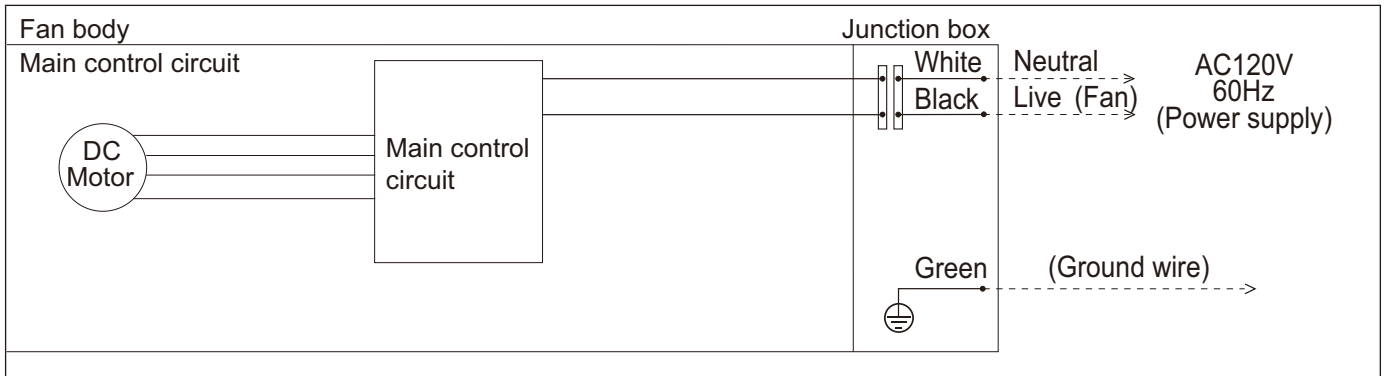 Fan body
Junction box
Main control circuit
White
Neutral
AC120V
60Hz
(Power supply)
Black
Live (Fan)
DC
Motor
Main control
circuit
Green
(Ground wire)